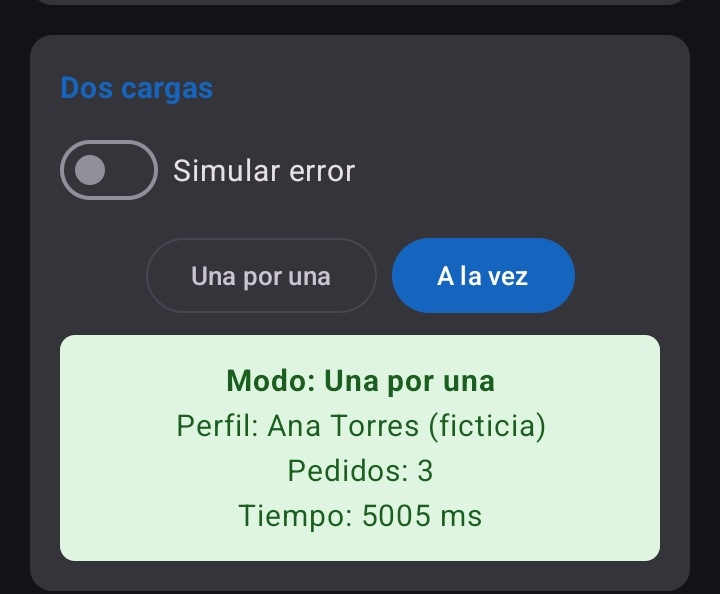 Dos cargas
Simular error
Una por una
A la vez
Modo: Una por una
Perfil: Ana Torres (ficticia)
Pedidos: 3
Tiempo: 5005 ms